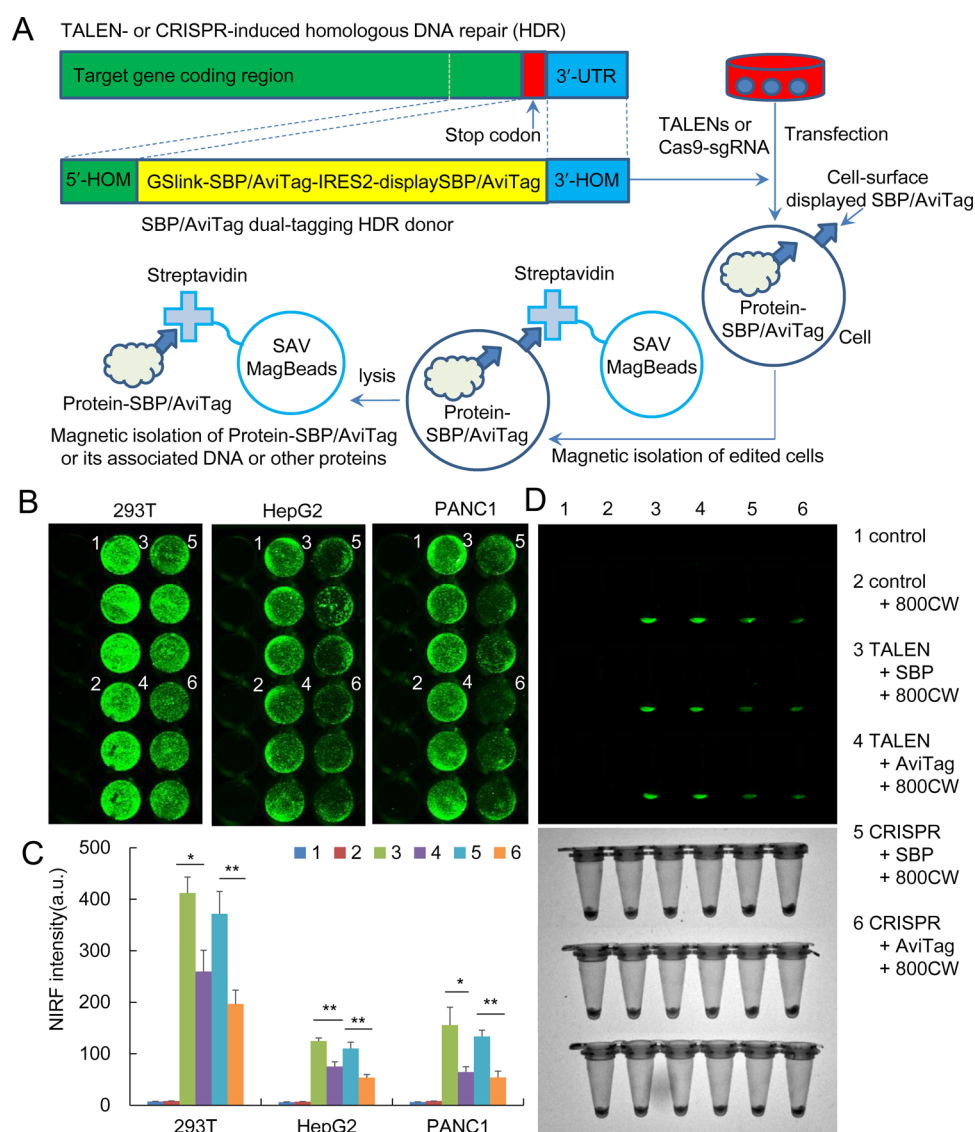 A
TALEN- or CRISPR-induced homologous DNA repair (HDR)
Target gene coding region
3′-UTR
Stop codon
TALENs or
Cas9-sgRNA
Transfection
5′-HOM
GSlink-SBP/AviTag-IRES2-displaySBP/AviTag
3′-HOM
SBP/AviTag dual-tagging HDR donor
Cell-surface
displayed SBP/AviTag
Streptavidin
Streptavidin
Protein-
SBP/AviTag
Cell
SAV
MagBeads
SAV
MagBeads
lysis
Protein-SBP/AviTag
Protein-
SBP/AviTag
Magnetic isolation of Protein-SBP/AviTag
or its associated DNA or other proteins
Magnetic isolation of edited cells
B
293T
HepG2
PANC1
1 3 5
2 4 6
1 3 5
2 4 6
1 3 5
2 4 6
C
NIRF intensity(a.u.)
500
400
300
200
100
0
1 2 3 4 5 6
* **
** **
* **
293T HepG2 PANC1
D
1 2 3 4 5 6
1 control
2 control
+ 800CW
3 TALEN
+ SBP
+ 800CW
4 TALEN
+ AviTag
+ 800CW
5 CRISPR
+ SBP
+ 800CW
6 CRISPR
+ AviTag
+ 800CW